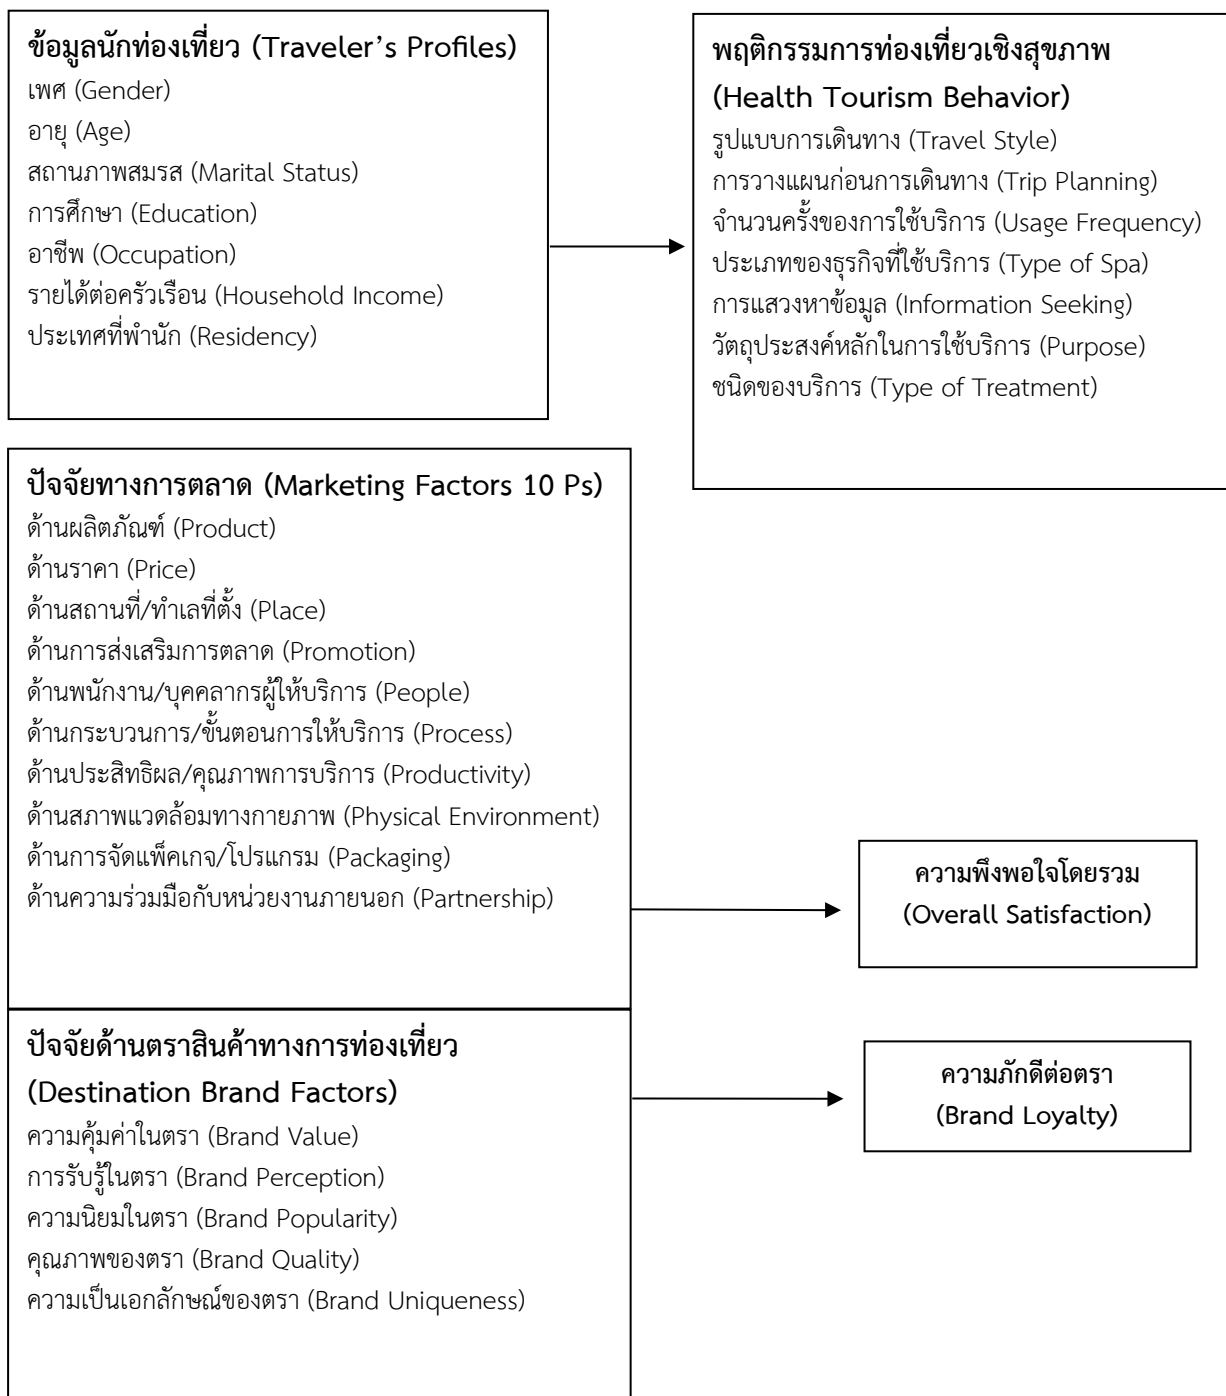 ข้อมูลนักท่องเที่ยว (Traveler's Profiles)
เพศ (Gender)
อายุ (Age)
สถานภาพสมรส (Marital Status)
การศึกษา (Education)
อาชีพ (Occupation)
รายได้ต่อครัวเรือน (Household Income)
ประเทศที่พำนัก (Residency)
พฤติกรรมการท่องเที่ยวเชิงสุขภาพ
(Health Tourism Behavior)
รูปแบบการเดินทาง (Travel Style)
การวางแผนก่อนการเดินทาง (Trip Planning)
จำนวนครั้งของการใช้บริการ (Usage Frequency)
ประเภทของธุรกิจที่ใช้บริการ (Type of Spa)
การแสวงหาข้อมูล (Information Seeking)
วัตถุประสงค์หลักในการใช้บริการ (Purpose)
ชนิดของบริการ (Type of Treatment)
ปัจจัยทางการตลาด (Marketing Factors 10 Ps)
ด้านผลิตภัณฑ์ (Product)
ด้านราคา (Price)
ด้านสถานที่/ทำเลที่ตั้ง (Place)
ด้านการส่งเสริมการตลาด (Promotion)
ด้านพนักงาน/บุคคลากรผู้ให้บริการ (People)
ด้านกระบวนการ/ขั้นตอนการให้บริการ (Process)
ด้านประสิทธิผล/คุณภาพการบริการ (Productivity)
ด้านสภาพแวดล้อมทางกายภาพ (Physical Environment)
ด้านการจัดแพ็คเกจ/โปรแกรม (Packaging)
ด้านความร่วมมือกับหน่วยงานภายนอก (Partnership)
ความพึงพอใจโดยรวม
(Overall Satisfaction)
ปัจจัยด้านตราสินค้าทางการท่องเที่ยว
(Destination Brand Factors)
ความคุ้มค่าในตรา (Brand Value)
การรับรู้ในตรา (Brand Perception)
ความนิยมในตรา (Brand Popularity)
คุณภาพของตรา (Brand Quality)
ความเป็นเอกลักษณ์ของตรา (Brand Uniqueness)
ความภักดีต่อตรา
(Brand Loyalty)